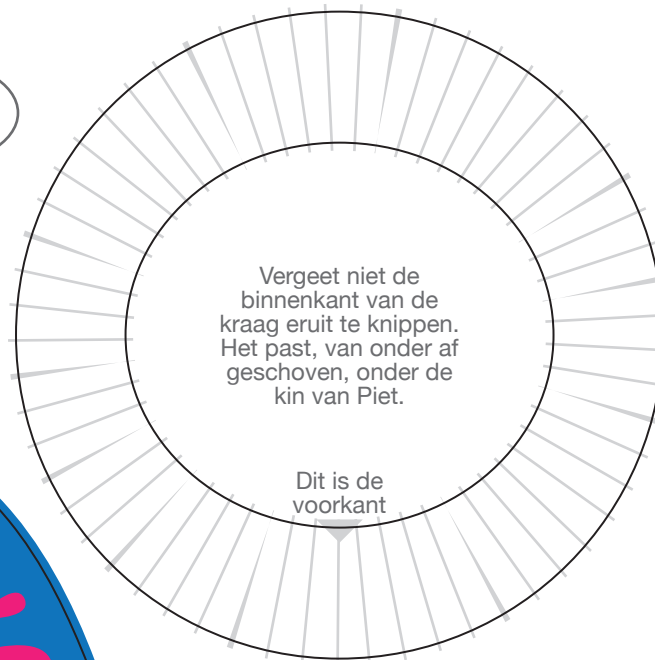 Vergeet niet de
binnenkant van de
kraag eruit te knippen.
Het past, van onder af
geschoven, onder de
kin van Piet.
Dit is de
voorkant